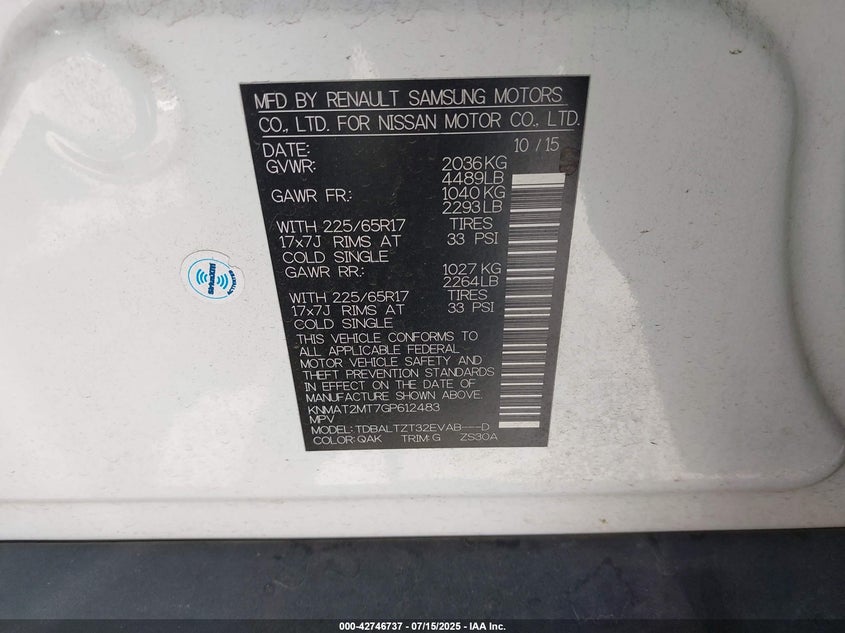 MFD BY RENAULT SAMSUNG MOTORS
CO., LTD. FOR NISSAN MOTOR CO., LTD.
DATE: 10 / 15
GVWR: 2036 KG
4489 LB
GAWR FR: 1040 KG
2293 LB
WITH 225/65R17 TIRES
17x7J RIMS AT 33 PSI
COLD SINGLE
GAWR RR: 1027 KG
2264 LB
WITH 225/65R17 TIRES
17x7J RIMS AT 33 PSI
COLD SINGLE
THIS VEHICLE CONFORMS TO
ALL APPLICABLE FEDERAL
MOTOR VEHICLE SAFETY AND
THEFT PREVENTION STANDARDS
IN EFFECT ON THE DATE OF
MANUFACTURE SHOWN ABOVE.
KNMAT2MT7GP612483
MPV
MODEL: TDBALTZT32EVAB---D
COLOR: QAK TRIM: G ZS30A
000-42746737 - 07/15/2025 - IAA Inc.